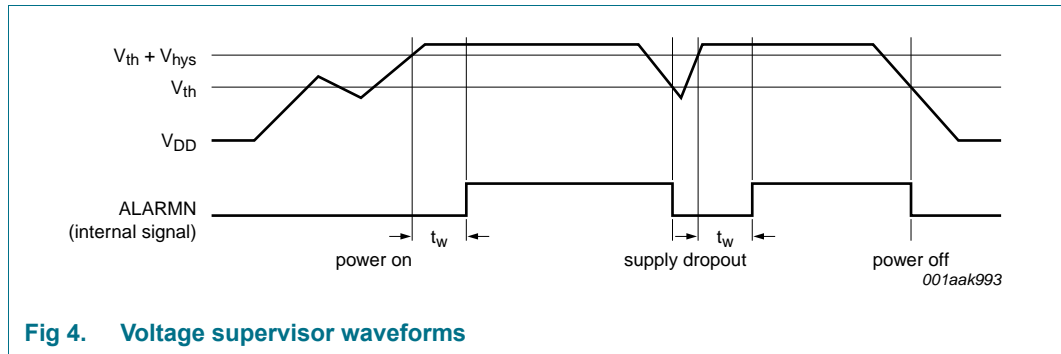 Vth + Vhys
Vth
VDD
ALARMN
(internal signal)
tw
tw
power on
supply dropout
power off
001aak993
Fig 4. Voltage supervisor waveforms